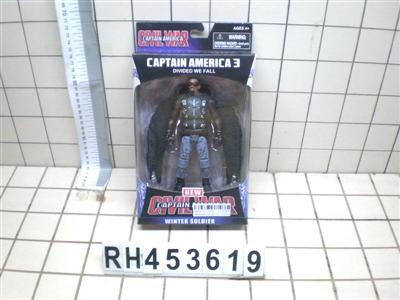 CAPTAIN AMERICA
CIVIL WAR
AGES 4+
WARNING:
CAPTAIN AMERICA 3
DIVIDED WE FALL
NEW
CIVIL WAR
CAPTAIN
WINTER SOLDIER
RH453619